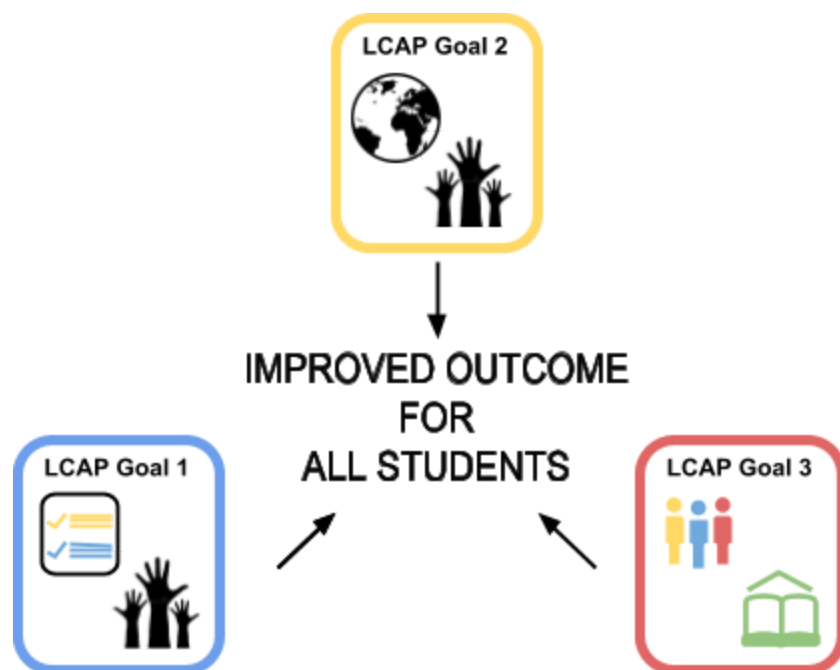 LCAP Goal 2
IMPROVED OUTCOME
FOR
ALL STUDENTS
LCAP Goal 1
LCAP Goal 3